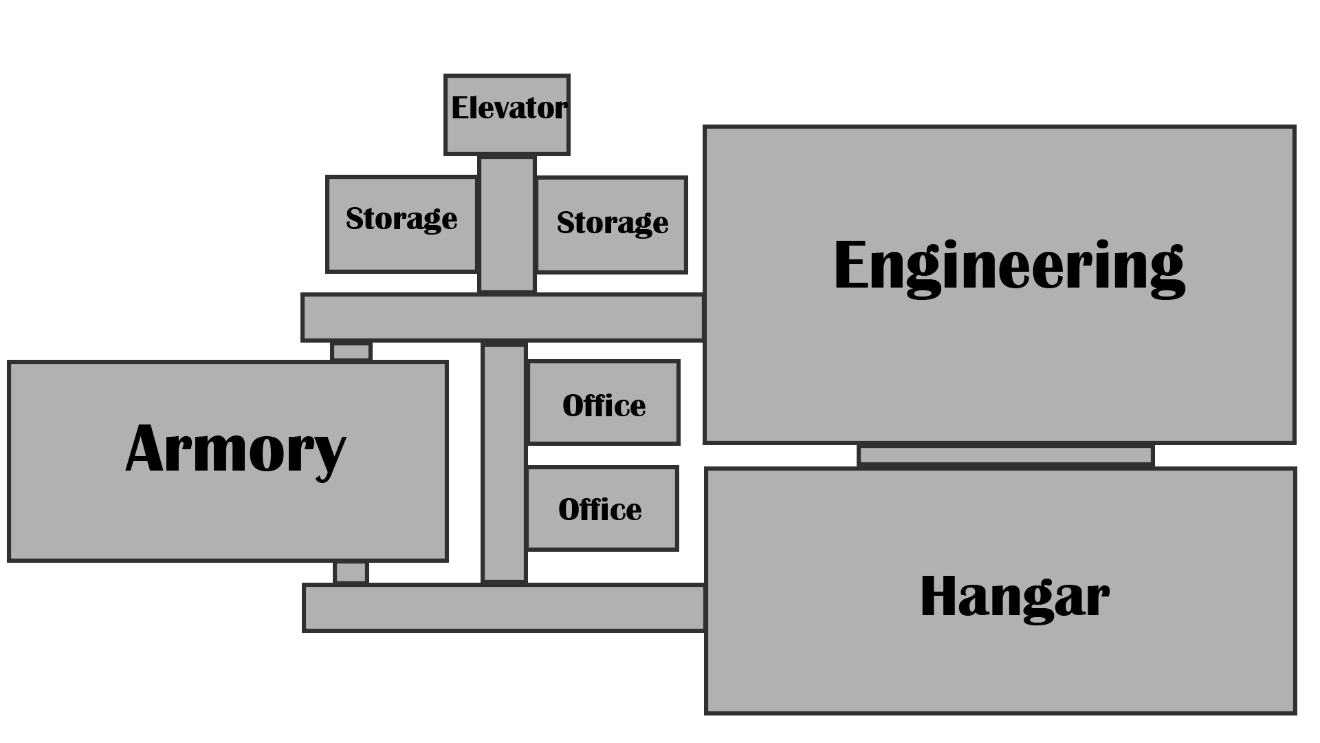 Elevator
Storage
Storage
Engineering
Office
Armory
Office
Hangar